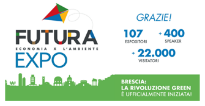 FUTURA
ECONOMIA X L'AMBIENTE
EXPO
GRAZIE!
107
ESPOSITORI
+400
SPEAKER
+22.000
VISITATORI
BRESCIA:
LA RIVOLUZIONE GREEN
È UFFICIALMENTE INIZIATA!